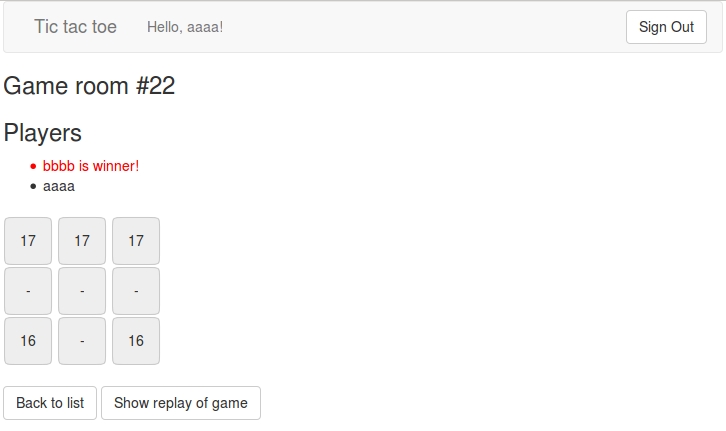 Tic tac toe Hello, aaaa! Sign Out
Game room #22
Players
bbbb is winner!
aaaa
17 17 17
- - -
16 - 16
Back to list Show replay of game